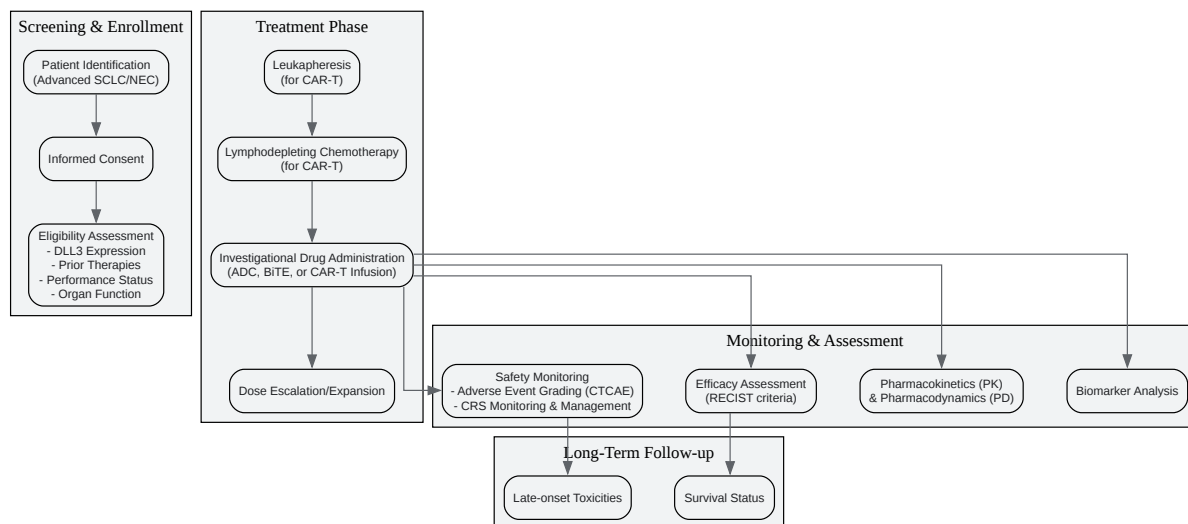 Screening & Enrollment
Patient Identification
(Advanced SCLC/NEC)
Informed Consent
Eligibility Assessment
- DLL3 Expression
- Prior Therapies
- Performance Status
- Organ Function
Treatment Phase
Leukapheresis
(for CAR-T)
Lymphodepleting Chemotherapy
(for CAR-T)
Investigational Drug Administration
(ADC, BiTE, or CAR-T Infusion)
Dose Escalation/Expansion
Monitoring & Assessment
Safety Monitoring
- Adverse Event Grading (CTCAE)
- CRS Monitoring & Management
Efficacy Assessment
(RECIST criteria)
Pharmacokinetics (PK)
& Pharmacodynamics (PD)
Biomarker Analysis
Long-Term Follow-up
Late-onset Toxicities
Survival Status